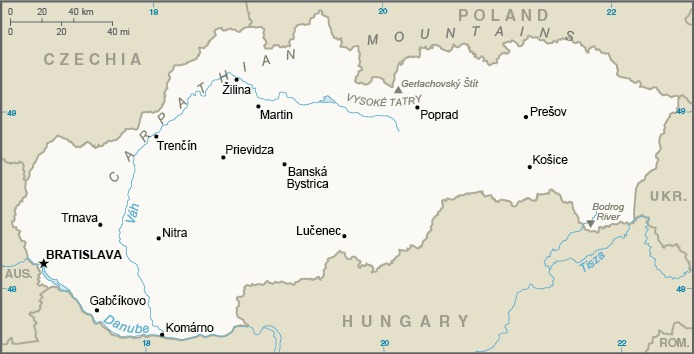 0 20 40 km
0 20 40 mi
18
20
22
POLAND
CZECHIA
CARPATHIAN MOUNTAINS
Gerlachovský Štít
VYSOKÉ TATRY
Žilina
Martin
Poprad
Prešov
49
49
Trenčín
Prievidza
Banská
Bystrica
Košice
UKR.
Váh
Trnava
Nitra
Lučenec
Bodrog
River
BRATISLAVA
AUS.
Tisza
48
48
Gabčíkovo
Danube
Komárno
HUNGARY
18
20
22
ROM.